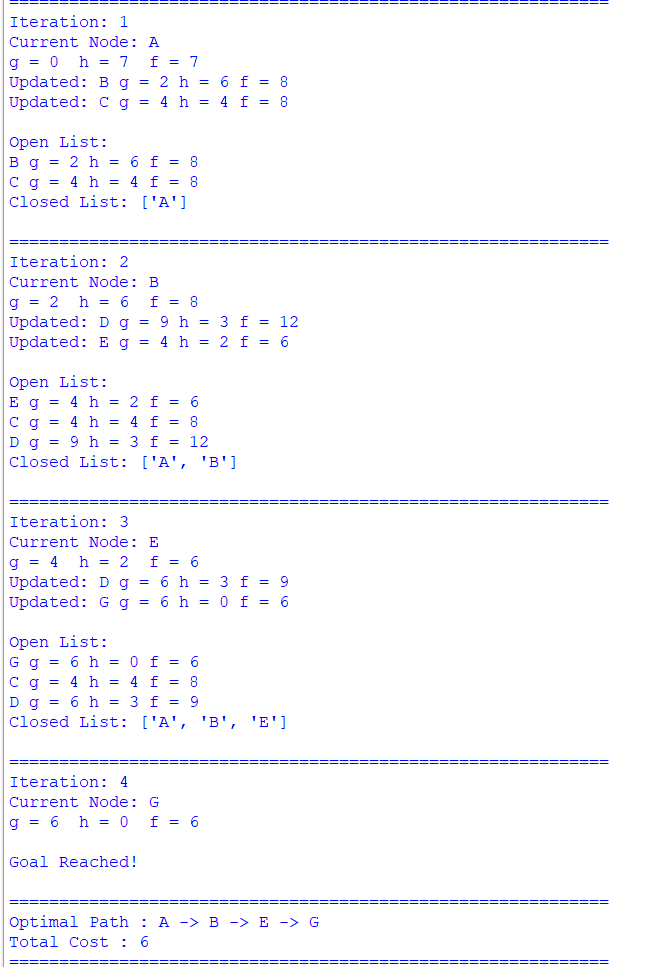 ============================================================
Iteration: 1
Current Node: A
g = 0  h = 7  f = 7
Updated: B g = 2 h = 6 f = 8
Updated: C g = 4 h = 4 f = 8

Open List:
B g = 2 h = 6 f = 8
C g = 4 h = 4 f = 8
Closed List: ['A']

============================================================
Iteration: 2
Current Node: B
g = 2  h = 6  f = 8
Updated: D g = 9 h = 3 f = 12
Updated: E g = 4 h = 2 f = 6

Open List:
E g = 4 h = 2 f = 6
C g = 4 h = 4 f = 8
D g = 9 h = 3 f = 12
Closed List: ['A', 'B']

============================================================
Iteration: 3
Current Node: E
g = 4  h = 2  f = 6
Updated: D g = 6 h = 3 f = 9
Updated: G g = 6 h = 0 f = 6

Open List:
G g = 6 h = 0 f = 6
C g = 4 h = 4 f = 8
D g = 6 h = 3 f = 9
Closed List: ['A', 'B', 'E']

============================================================
Iteration: 4
Current Node: G
g = 6  h = 0  f = 6

Goal Reached!

============================================================
Optimal Path : A -> B -> E -> G
Total Cost : 6
============================================================